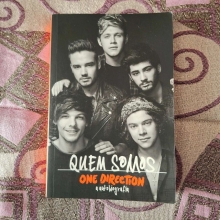 QUEM SOMOS
ONE DIRECTION
a autobiografia